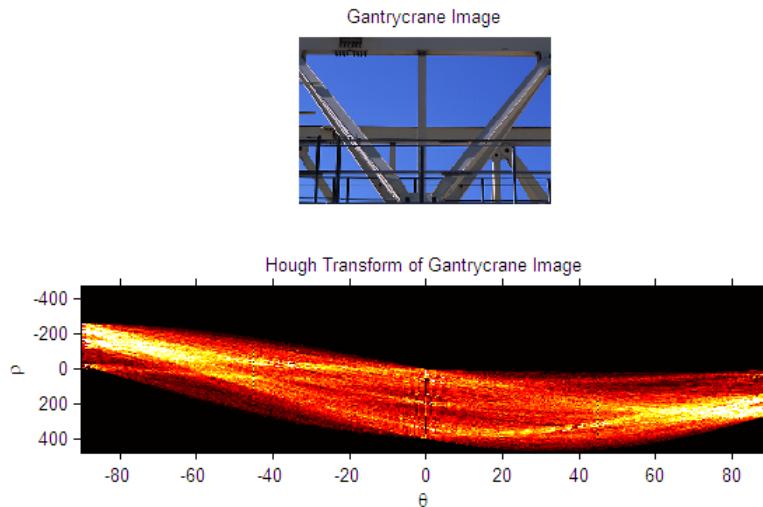 Gantrycrane Image
Hough Transform of Gantrycrane Image
-400
-200
0
200
400
ρ
-80 -60 -40 -20 0 20 40 60 80
θ